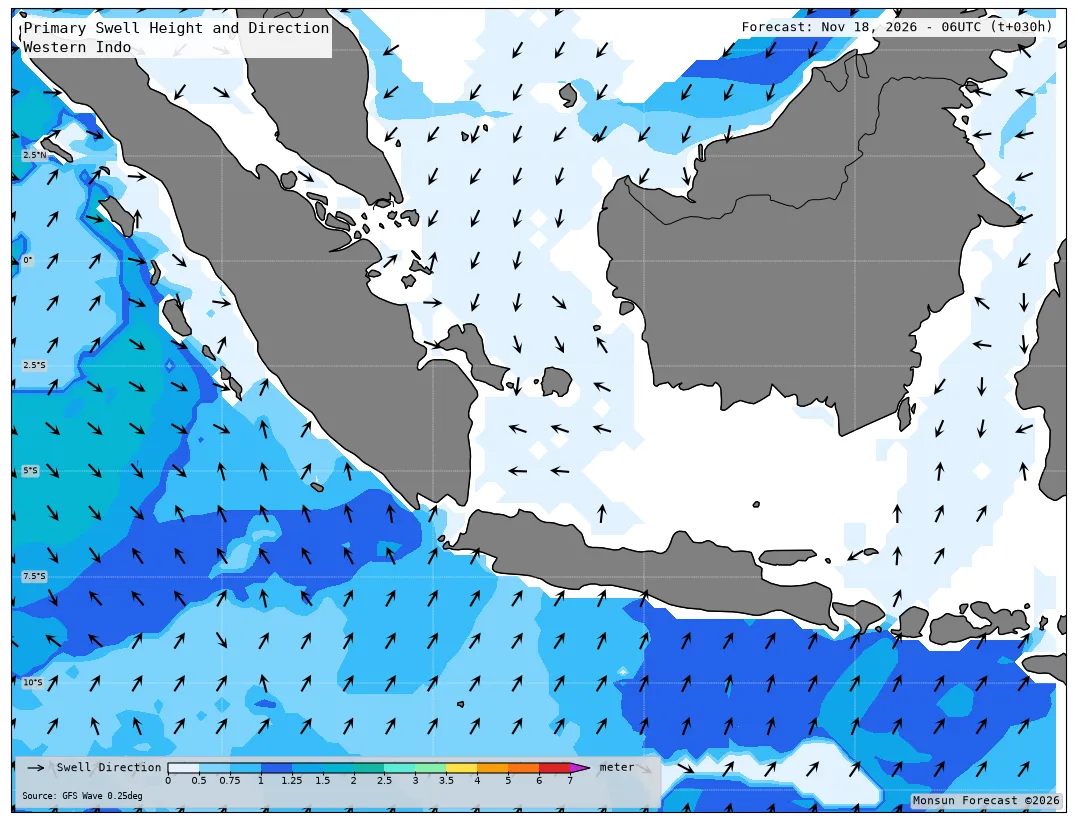 Primary Swell Height and Direction
Western Indo
Forecast: Nov 18, 2026 - 06UTC (t+030h)
2.5°N
0°
2.5°S
5°S
7.5°S
10°S
Swell Direction
meter
0 0.5 0.75 1 1.25 1.5 2 2.5 3 3.5 4 5 6 7
Source: GFS Wave 0.25deg
Monsun Forecast ©2026